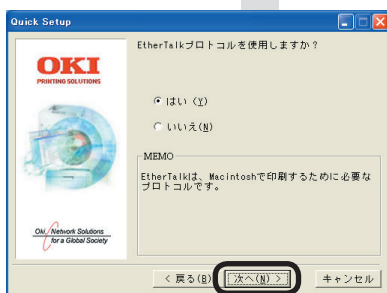 Quick Setup
OKI
PRINTING SOLUTIONS
EtherTalkプロトコルを使用しますか？
はい (Y)
いいえ(N)
MEMO
EtherTalkは、Macintoshで印刷するために必要な
プロトコルです。
Oki, Network Solutions
for a Global Society
< 戻る(B)
次へ(N) >
キャンセル